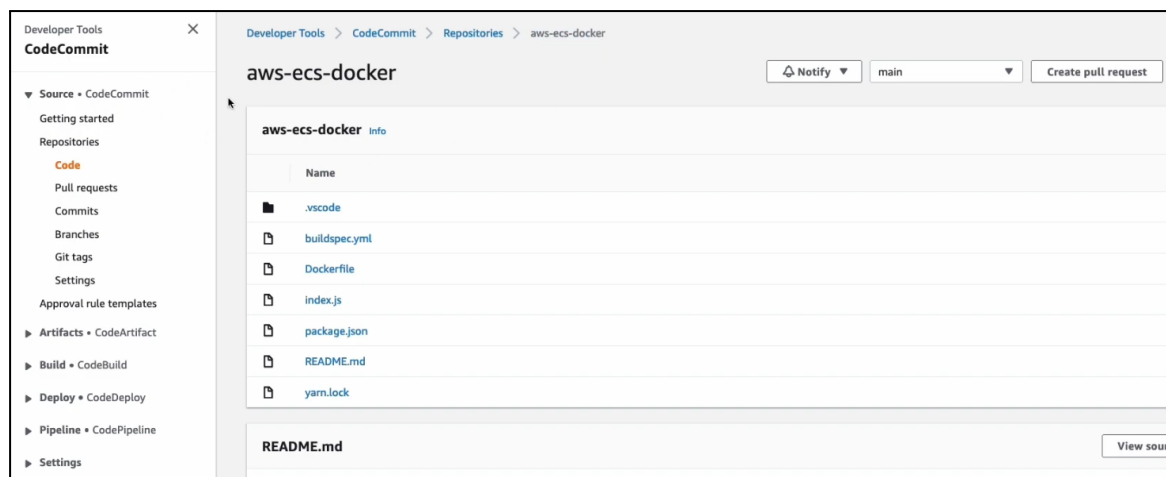 Developer Tools
CodeCommit
Source • CodeCommit
Getting started
Repositories
Code
Pull requests
Commits
Branches
Git tags
Settings
Approval rule templates
Artifacts • CodeArtifact
Build • CodeBuild
Deploy • CodeDeploy
Pipeline • CodePipeline
Settings
Developer Tools > CodeCommit > Repositories > aws-ecs-docker
aws-ecs-docker
Notify
main
Create pull request
aws-ecs-docker Info
Name
.vscode
buildspec.yml
Dockerfile
index.js
package.json
README.md
yarn.lock
README.md
View sour